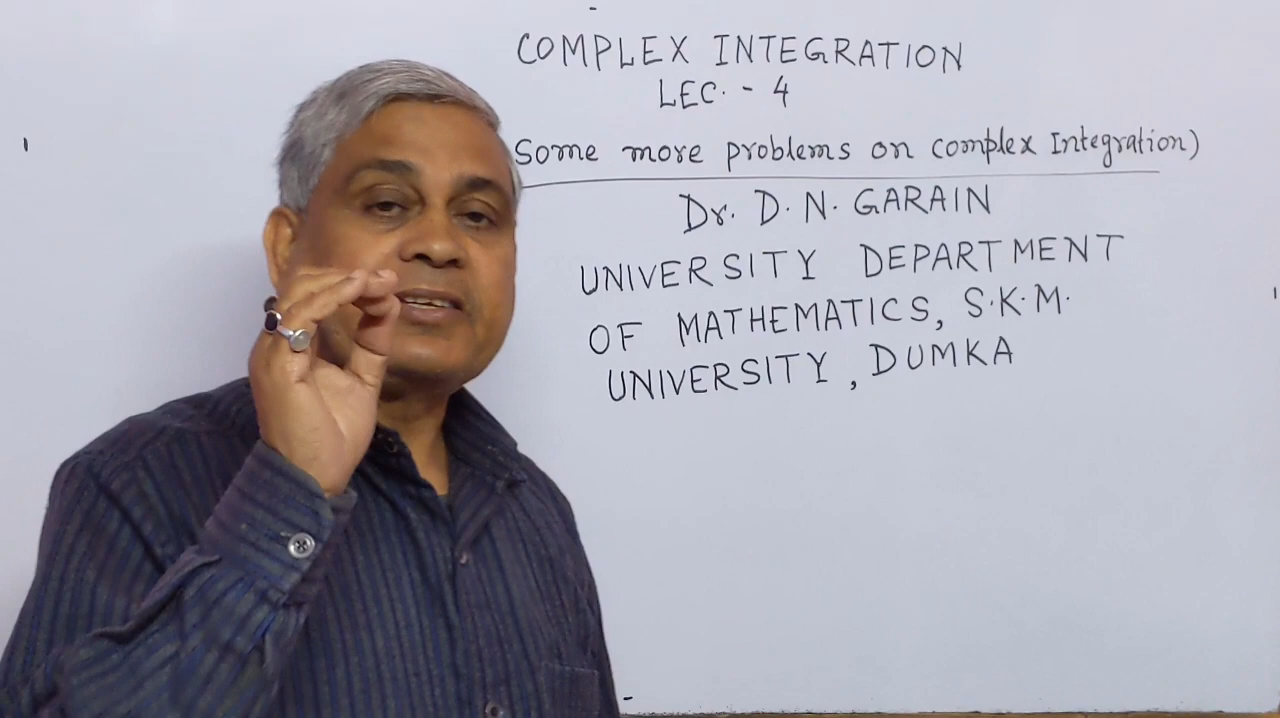 COMPLEX INTEGRATION
LEC. - 4
Some more problems on complex Integration)
Dr. D. N. GARAIN
UNIVERSITY DEPARTMENT
OF MATHEMATICS, S.K.M.
UNIVERSITY, DUMKA